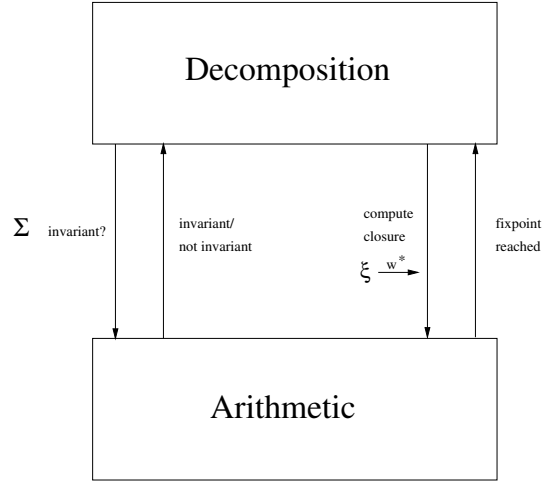 Decomposition
Σ invariant?
invariant/
not invariant
compute
closure
ξ w*
fixpoint
reached
Arithmetic